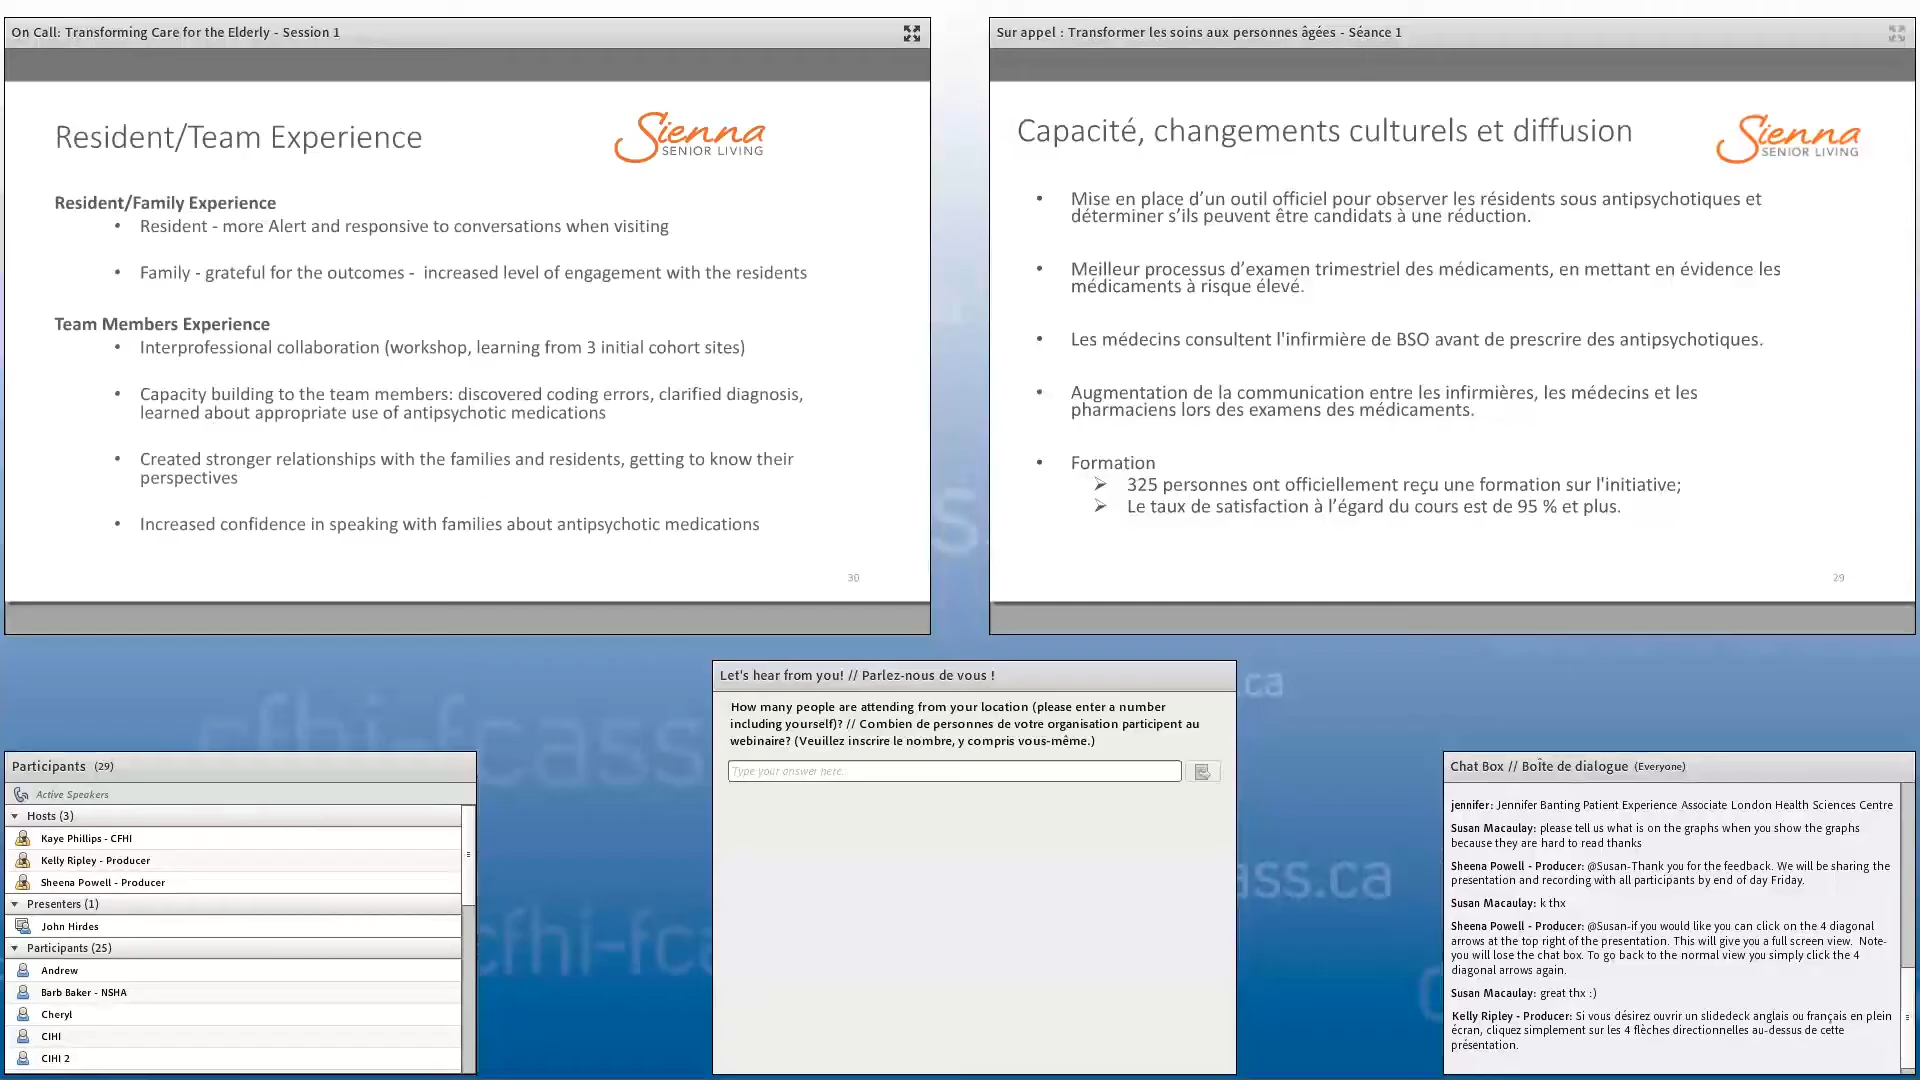 On Call: Transforming Care for the Elderly - Session 1
Resident/Team Experience
Sienna
SENIOR LIVING
Resident/Family Experience
• Resident - more Alert and responsive to conversations when visiting
• Family - grateful for the outcomes - increased level of engagement with the residents
Team Members Experience
• Interprofessional collaboration (workshop, learning from 3 initial cohort sites)
• Capacity building to the team members: discovered coding errors, clarified diagnosis,
learned about appropriate use of antipsychotic medications
• Created stronger relationships with the families and residents, getting to know their
perspectives
• Increased confidence in speaking with families about antipsychotic medications
30
Sur appel : Transformer les soins aux personnes âgées - Séance 1
Capacité, changements culturels et diffusion
Sienna
SENIOR LIVING
• Mise en place d’un outil officiel pour observer les résidents sous antipsychotiques et
déterminer s’ils peuvent être candidats à une réduction.
• Meilleur processus d’examen trimestriel des médicaments, en mettant en évidence les
médicaments à risque élevé.
• Les médecins consultent l'infirmière de BSO avant de prescrire des antipsychotiques.
• Augmentation de la communication entre les infirmières, les médecins et les
pharmaciens lors des examens des médicaments.
• Formation
➢ 325 personnes ont officiellement reçu une formation sur l'initiative;
➢ Le taux de satisfaction à l’égard du cours est de 95 % et plus.
29
Participants (29)
Active Speakers
Hosts (3)
Kaye Phillips - CFHI
Kelly Ripley - Producer
Sheena Powell - Producer
Presenters (1)
John Hirdes
Participants (25)
Andrew
Barb Baker - NSHA
Cheryl
CIHI
CIHI 2
Let's hear from you! // Parlez-nous de vous !
How many people are attending from your location (please enter a number
including yourself)? // Combien de personnes de votre organisation participent au
webinaire? (Veuillez inscrire le nombre, y compris vous-même.)
Type your answer here.
Chat Box // Boîte de dialogue (Everyone)
jennifer: Jennifer Banting Patient Experience Associate London Health Sciences Centre
Susan Macaulay: please tell us what is on the graphs when you show the graphs
because they are hard to read thanks
Sheena Powell - Producer: @Susan-Thank you for the feedback. We will be sharing the
presentation and recording with all participants by end of day Friday.
Susan Macaulay: k thx
Sheena Powell - Producer: @Susan-if you would like you can click on the 4 diagonal
arrows at the top right of the presentation. This will give you a full screen view. Note-
you will lose the chat box. To go back to the normal view you simply click the 4
diagonal arrows again.
Susan Macaulay: great thx :)
Kelly Ripley - Producer: Si vous désirez ouvrir un slidedeck anglais ou français en plein
écran, cliquez simplement sur les 4 flèches directionnelles au-dessus de cette
présentation.
cfhi-fcass
.ca
ass.ca
cfhi-fca